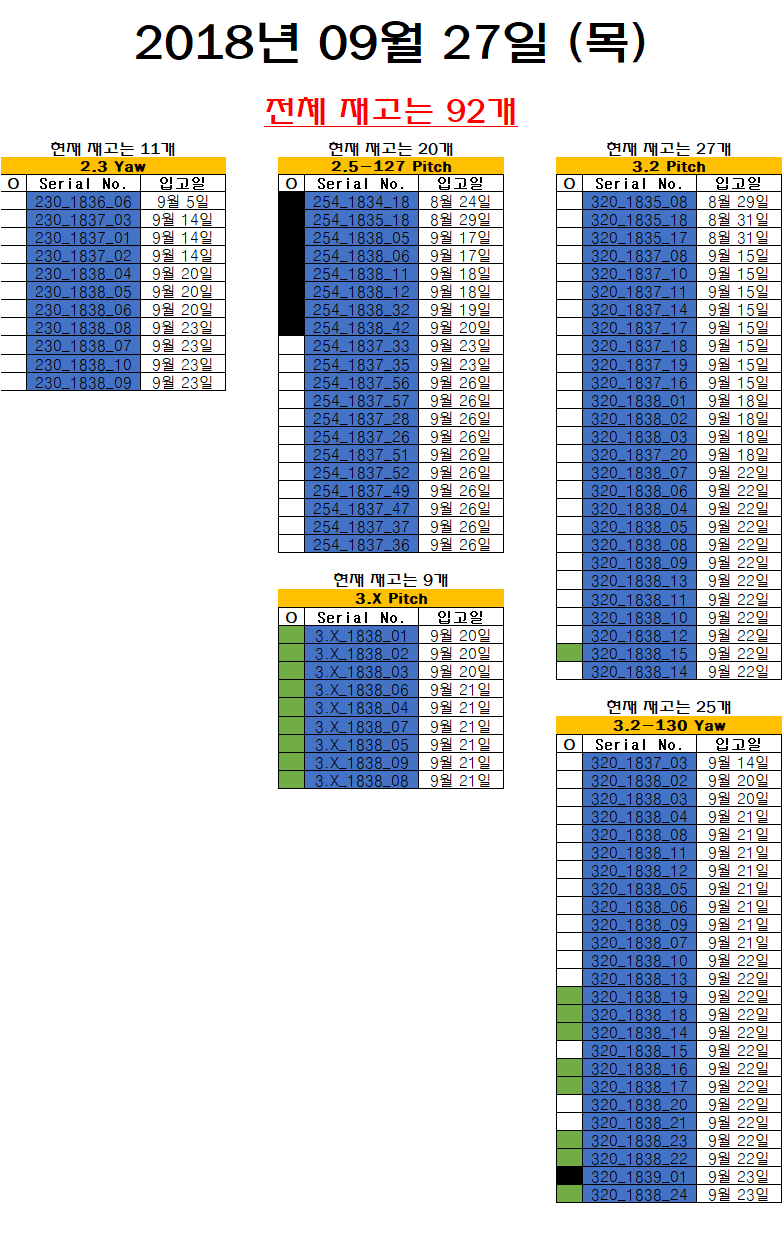 2018년 09월 27일 (목)
전체 재고는 92개
현재 재고는 11개
2.3 Yaw
O Serial No. 입고일
230_1836_06 9월 5일
230_1837_03 9월 14일
230_1837_01 9월 14일
230_1837_02 9월 14일
230_1838_04 9월 20일
230_1838_05 9월 20일
230_1838_06 9월 20일
230_1838_08 9월 23일
230_1838_07 9월 23일
230_1838_10 9월 23일
230_1838_09 9월 23일
현재 재고는 20개
2.5-127 Pitch
O Serial No. 입고일
254_1834_18 8월 24일
254_1835_18 8월 29일
254_1838_05 9월 17일
254_1838_06 9월 17일
254_1838_11 9월 18일
254_1838_12 9월 18일
254_1838_32 9월 19일
254_1838_42 9월 20일
254_1837_33 9월 23일
254_1837_35 9월 23일
254_1837_56 9월 26일
254_1837_57 9월 26일
254_1837_28 9월 26일
254_1837_26 9월 26일
254_1837_51 9월 26일
254_1837_52 9월 26일
254_1837_49 9월 26일
254_1837_47 9월 26일
254_1837_37 9월 26일
254_1837_36 9월 26일
현재 재고는 9개
3.X Pitch
O Serial No. 입고일
3.X_1838_01 9월 20일
3.X_1838_02 9월 20일
3.X_1838_03 9월 20일
3.X_1838_06 9월 21일
3.X_1838_04 9월 21일
3.X_1838_07 9월 21일
3.X_1838_05 9월 21일
3.X_1838_09 9월 21일
3.X_1838_08 9월 21일
현재 재고는 27개
3.2 Pitch
O Serial No. 입고일
320_1835_08 8월 29일
320_1835_18 8월 31일
320_1835_17 8월 31일
320_1837_08 9월 15일
320_1837_10 9월 15일
320_1837_11 9월 15일
320_1837_14 9월 15일
320_1837_17 9월 15일
320_1837_18 9월 15일
320_1837_19 9월 15일
320_1837_16 9월 15일
320_1838_01 9월 18일
320_1838_02 9월 18일
320_1838_03 9월 18일
320_1837_20 9월 18일
320_1838_07 9월 22일
320_1838_06 9월 22일
320_1838_04 9월 22일
320_1838_05 9월 22일
320_1838_08 9월 22일
320_1838_09 9월 22일
320_1838_13 9월 22일
320_1838_11 9월 22일
320_1838_10 9월 22일
320_1838_12 9월 22일
320_1838_15 9월 22일
320_1838_14 9월 22일
현재 재고는 25개
3.2-130 Yaw
O Serial No. 입고일
320_1837_03 9월 14일
320_1838_02 9월 20일
320_1838_03 9월 20일
320_1838_04 9월 21일
320_1838_08 9월 21일
320_1838_11 9월 21일
320_1838_12 9월 21일
320_1838_05 9월 21일
320_1838_06 9월 21일
320_1838_09 9월 21일
320_1838_07 9월 21일
320_1838_10 9월 22일
320_1838_13 9월 22일
320_1838_19 9월 22일
320_1838_18 9월 22일
320_1838_14 9월 22일
320_1838_15 9월 22일
320_1838_16 9월 22일
320_1838_17 9월 22일
320_1838_20 9월 22일
320_1838_21 9월 22일
320_1838_23 9월 22일
320_1838_22 9월 22일
320_1839_01 9월 23일
320_1838_24 9월 23일